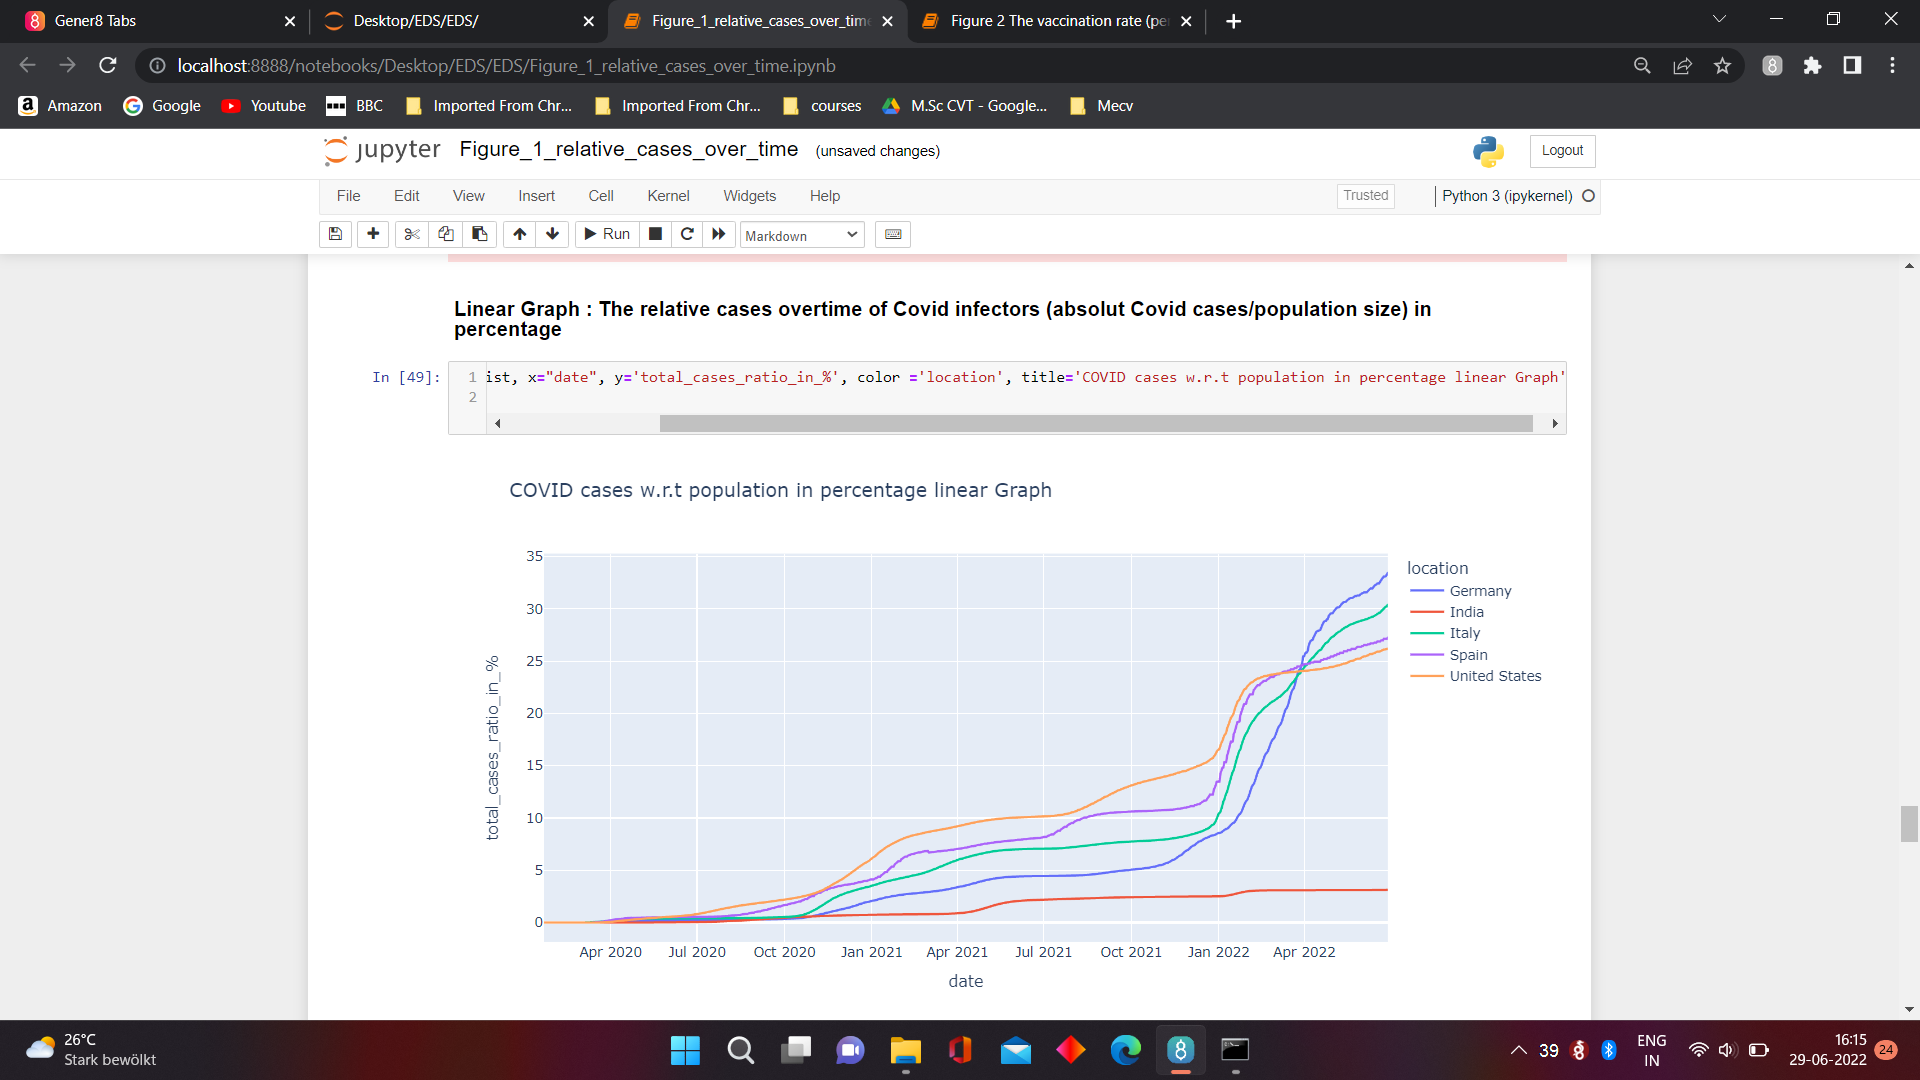 Gener8 Tabs
Desktop/EDS/EDS/
Figure_1_relative_cases_over_time
Figure 2 The vaccination rate (pe
localhost:8888/notebooks/Desktop/EDS/EDS/Figure_1_relative_cases_over_time.ipynb
Amazon
Google
Youtube
BBC
Imported From Chr...
Imported From Chr...
courses
M.Sc CVT - Google...
Mecv
jupyter
Figure_1_relative_cases_over_time
(unsaved changes)
Logout
File
Edit
View
Insert
Cell
Kernel
Widgets
Help
Trusted
Python 3 (ipykernel)
Run
Markdown
Linear Graph : The relative cases overtime of Covid infectors (absolut Covid cases/population size) in
percentage
In [49]:
1 ist, x="date", y='total_cases_ratio_in_%', color ='location', title='COVID cases w.r.t population in percentage linear Graph'
2
COVID cases w.r.t population in percentage linear Graph
35
30
25
20
15
10
5
0
total_cases_ratio_in_%
Apr 2020
Jul 2020
Oct 2020
Jan 2021
Apr 2021
Jul 2021
Oct 2021
Jan 2022
Apr 2022
date
location
Germany
India
Italy
Spain
United States
26°C
Stark bewölkt
39
ENG
IN
16:15
29-06-2022
24